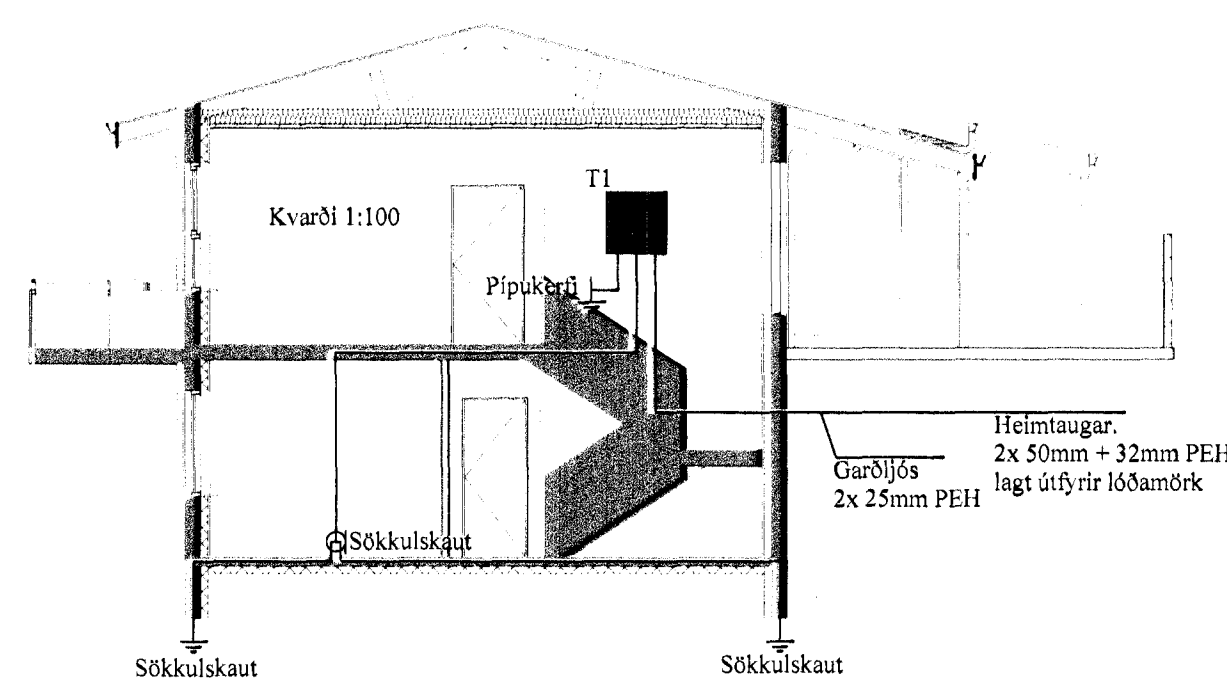 T1
Kvarði 1:100
Pípukerfi
Heimtaugar.
2x 50mm + 32mm PEH
lagt útfyrir lóðamörk
Garðljós
2x 25mm PEH
Sökkulskaut
Sökkulskaut
Sökkulskaut